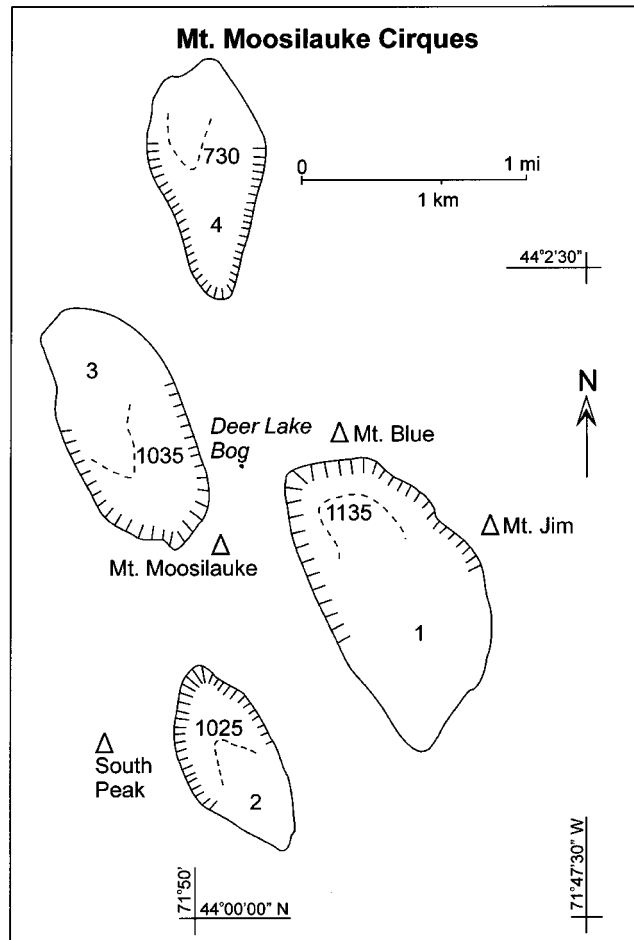 Mt. Moosilauke Cirques
730
0 1 mi
1 km
4
44°2'30"
3
N
Deer Lake
Bog
Mt. Blue
1035
1135
Mt. Jim
Mt. Moosilauke
1
1025
South
Peak
2
71°50'
44°00'00" N
71°47'30" W